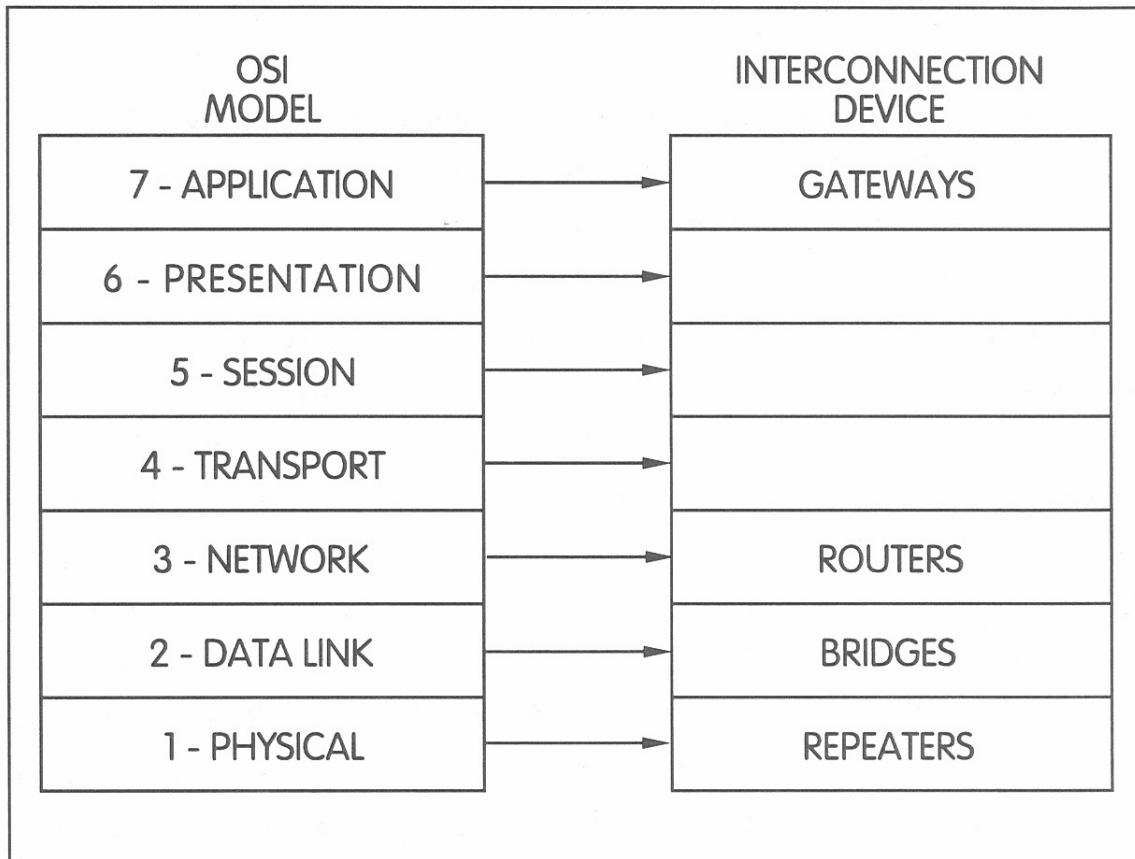 OSI
MODEL
INTERCONNECTION
DEVICE
7 - APPLICATION
GATEWAYS
6 - PRESENTATION
5 - SESSION
4 - TRANSPORT
3 - NETWORK
ROUTERS
2 - DATA LINK
BRIDGES
1 - PHYSICAL
REPEATERS